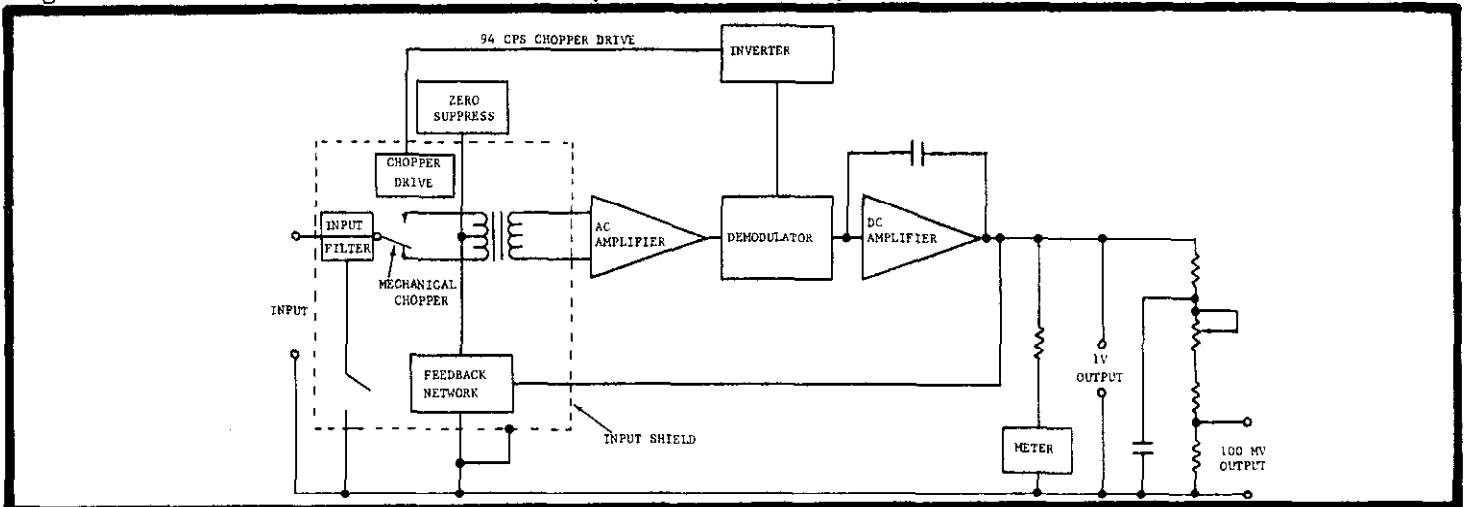 94 CPS CHOPPER DRIVE
INVERTER
ZERO
SUPPRESS
CHOPPER
DRIVE
INPUT
FILTER
MECHANICAL
CHOPPER
AC
AMPLIFIER
DEMODULATOR
DC
AMPLIFIER
INPUT
FEEDBACK
NETWORK
INPUT SHIELD
METER
1V
OUTPUT
100 MV
OUTPUT